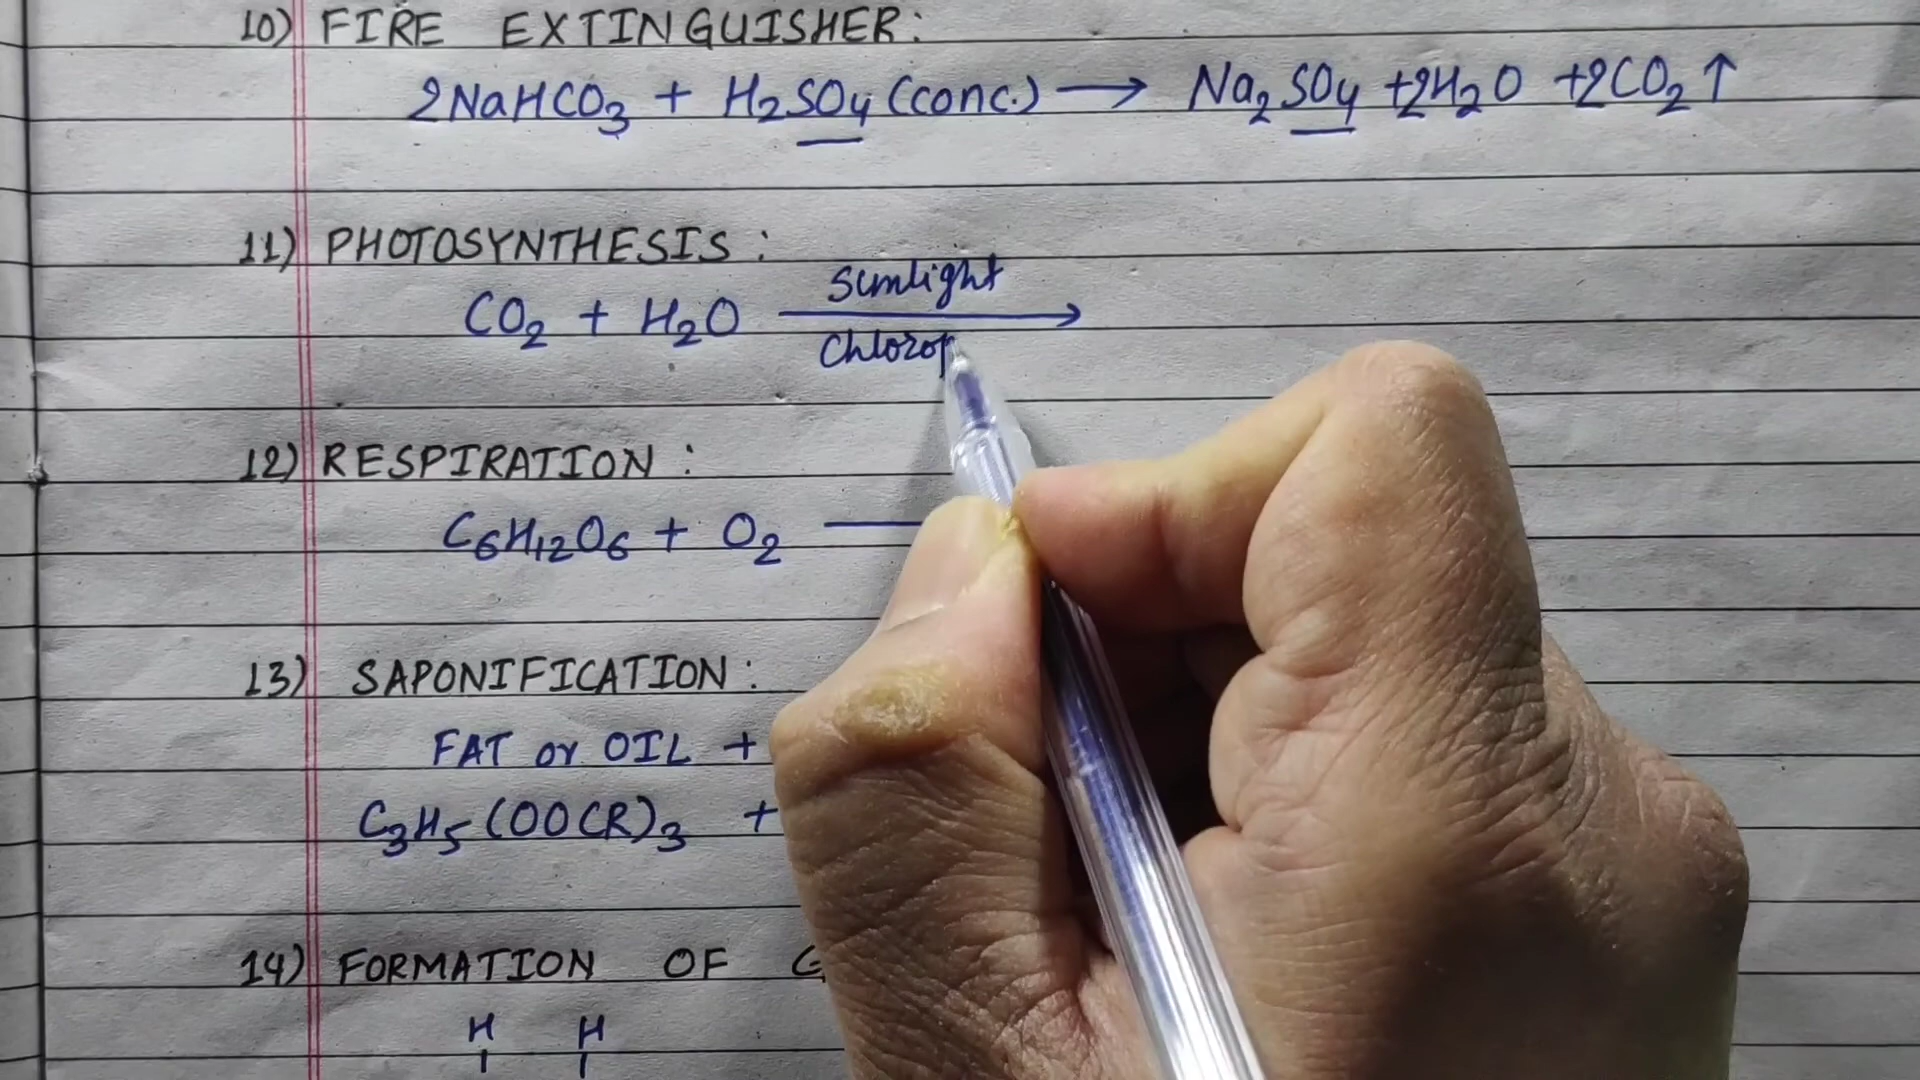 10) FIRE EXTINGUISHER:
2NaHCO₃ + H₂SO₄ (conc.) → Na₂SO₄ + 2H₂O + 2CO₂ ↑
11) PHOTOSYNTHESIS:
Sunlight
CO₂ + H₂O →
Chlorop
12) RESPIRATION:
C₆H₁₂O₆ + O₂
13) SAPONIFICATION:
FAT or OIL +
C₃H₅(OOCR)₃ +
14) FORMATION OF G
H H